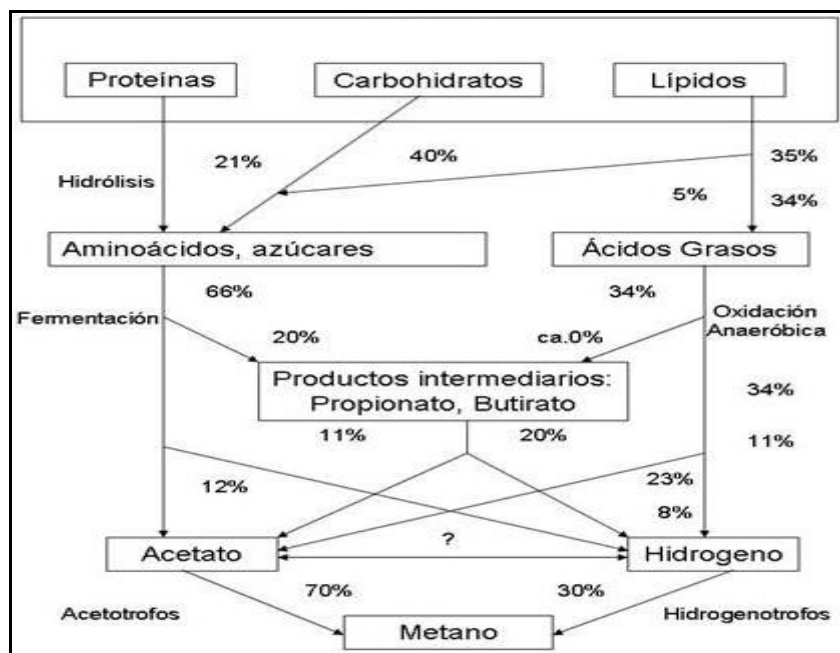 Proteínas Carbohidratos Lípidos
21% 40% 35%
Hidrólisis
5% 34%
Aminoácidos, azúcares Ácidos Grasos
66% 34%
Fermentación Oxidación
Anaeróbica
20% ca.0%
Productos intermediarios:
Propionato, Butirato
34%
11% 20% 11%
12% 23%
8%
?
Acetato Hidrogeno
70% 30%
Acetotrofos Hidrogenotrofos
Metano